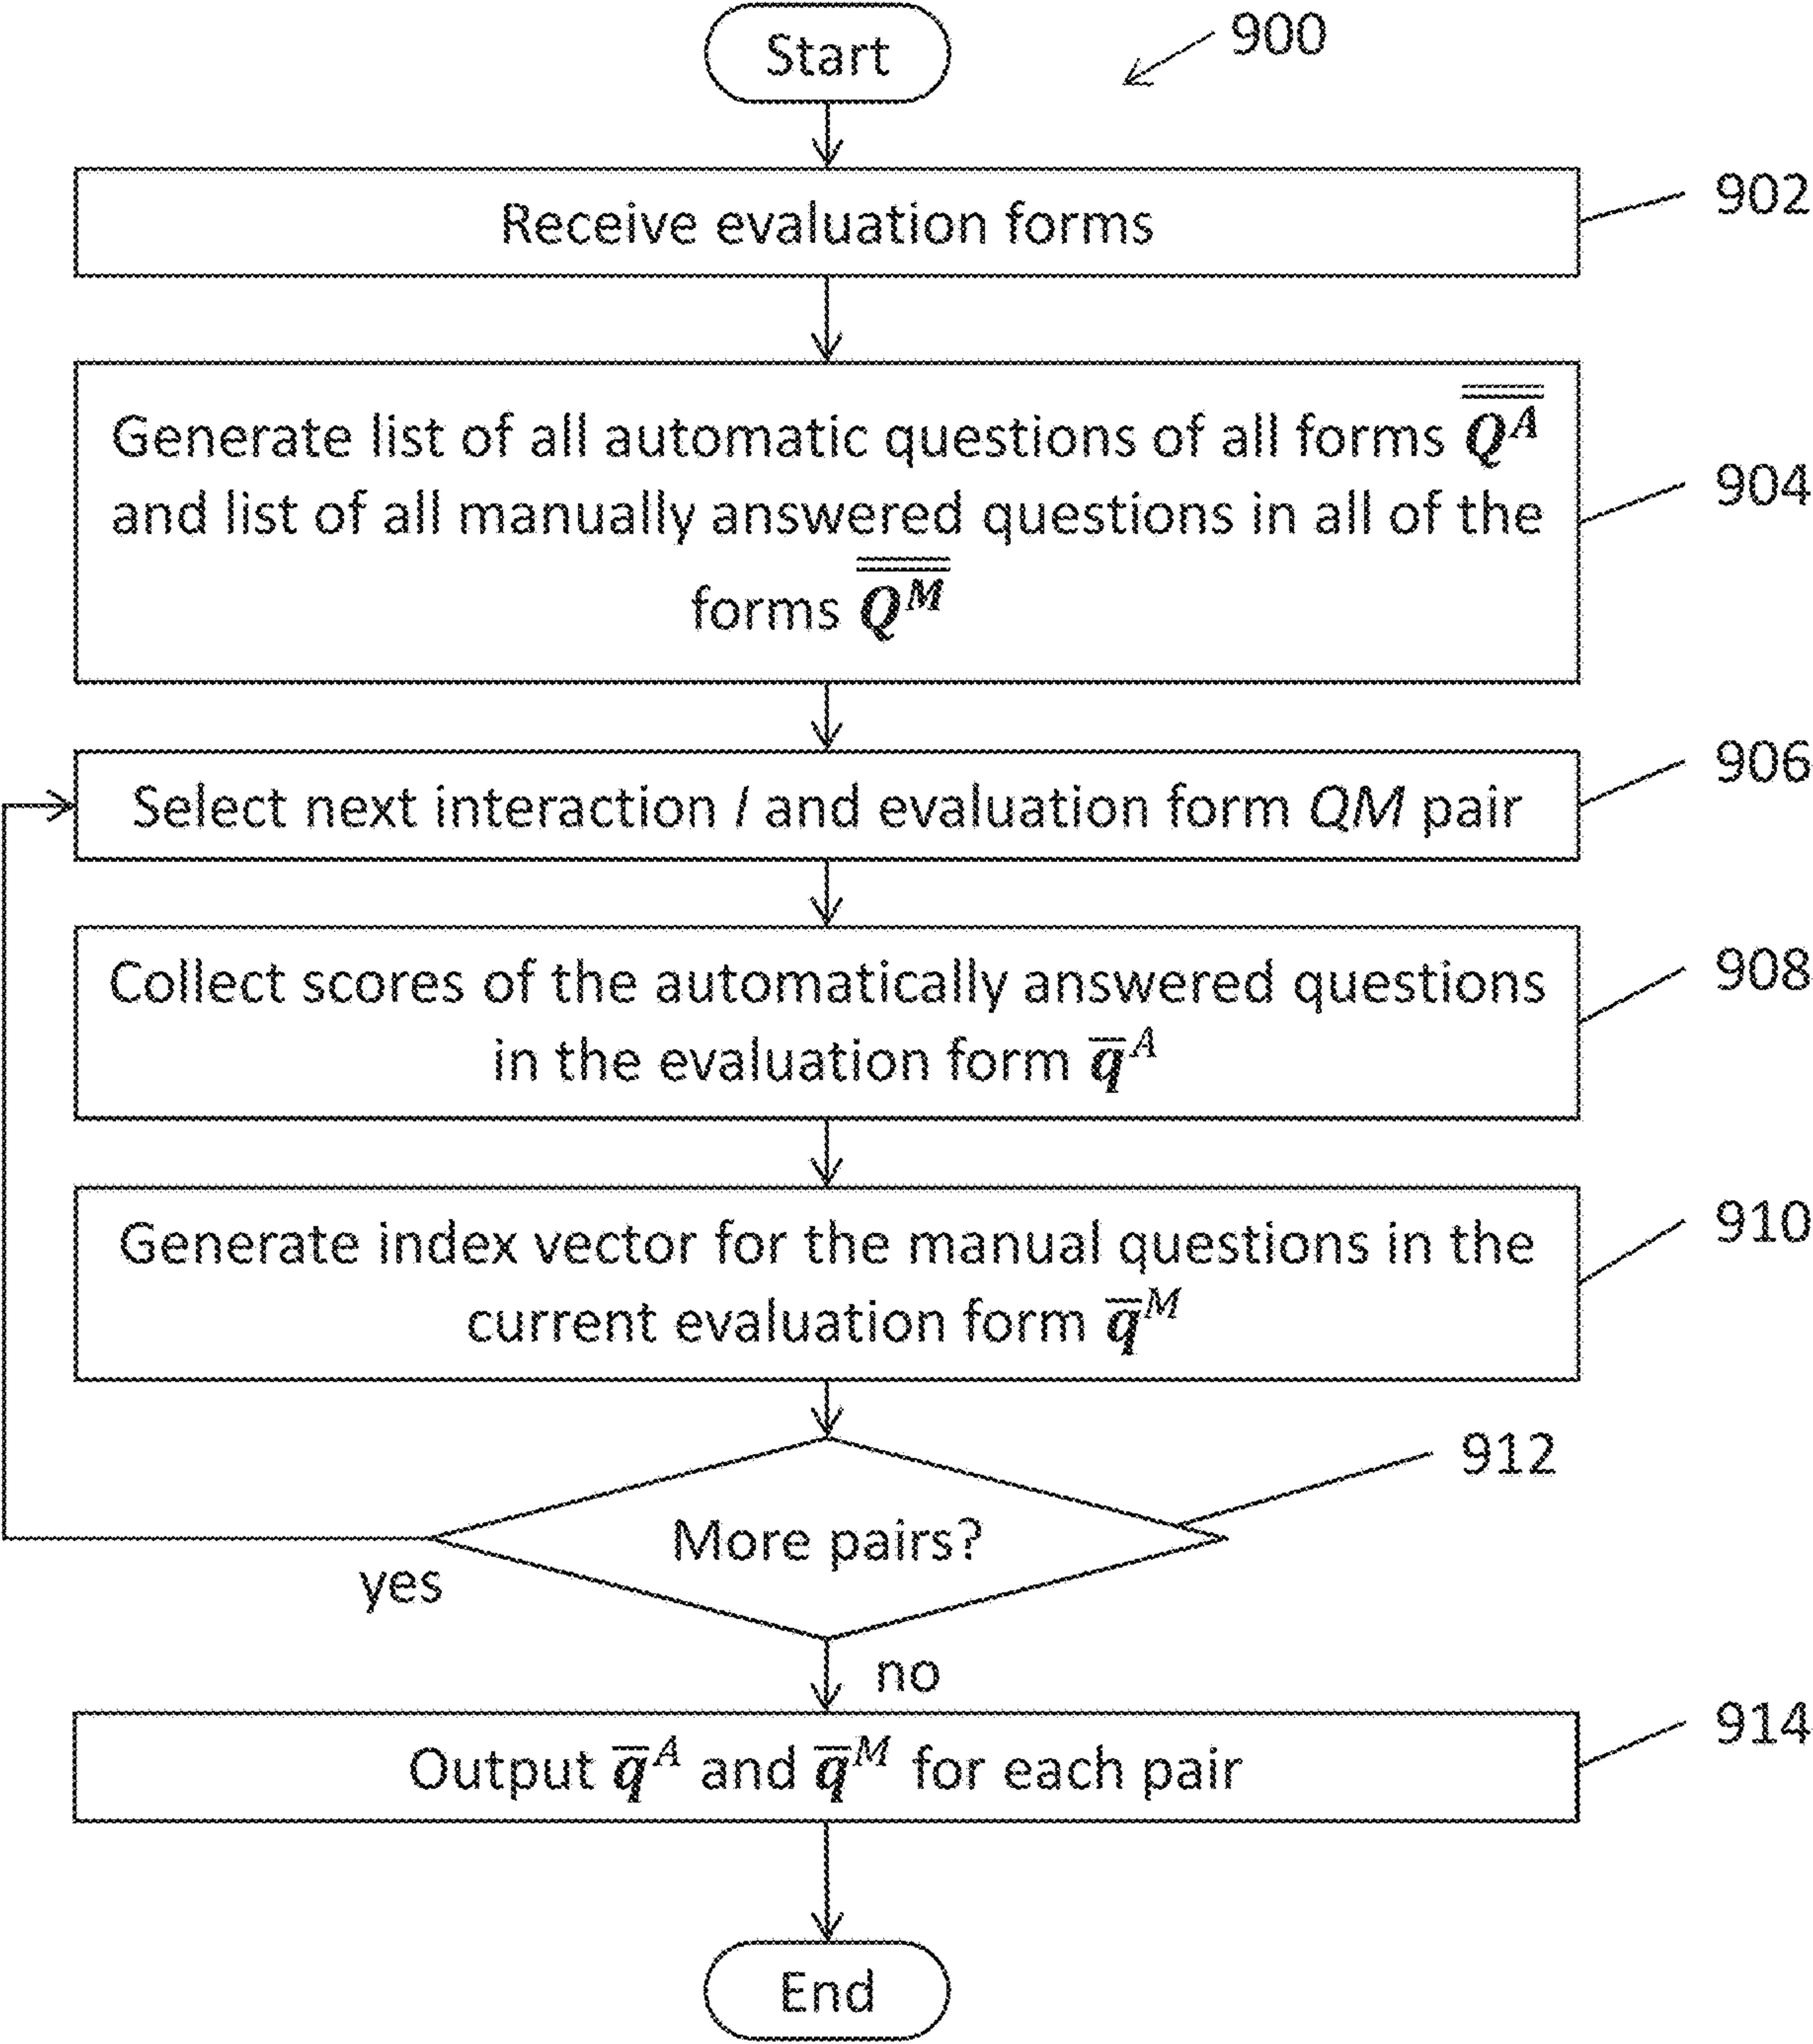 Start
900
Receive evaluation forms
902
Generate list of all automatic questions of all forms Q̿ᴬ
and list of all manually answered questions in all of the
forms Q̿ᴹ
904
Select next interaction I and evaluation form QM pair
906
Collect scores of the automatically answered questions
in the evaluation form q̅ᴬ
908
Generate index vector for the manual questions in the
current evaluation form q̅ᴹ
910
More pairs?
912
yes
no
Output q̅ᴬ and q̅ᴹ for each pair
914
End